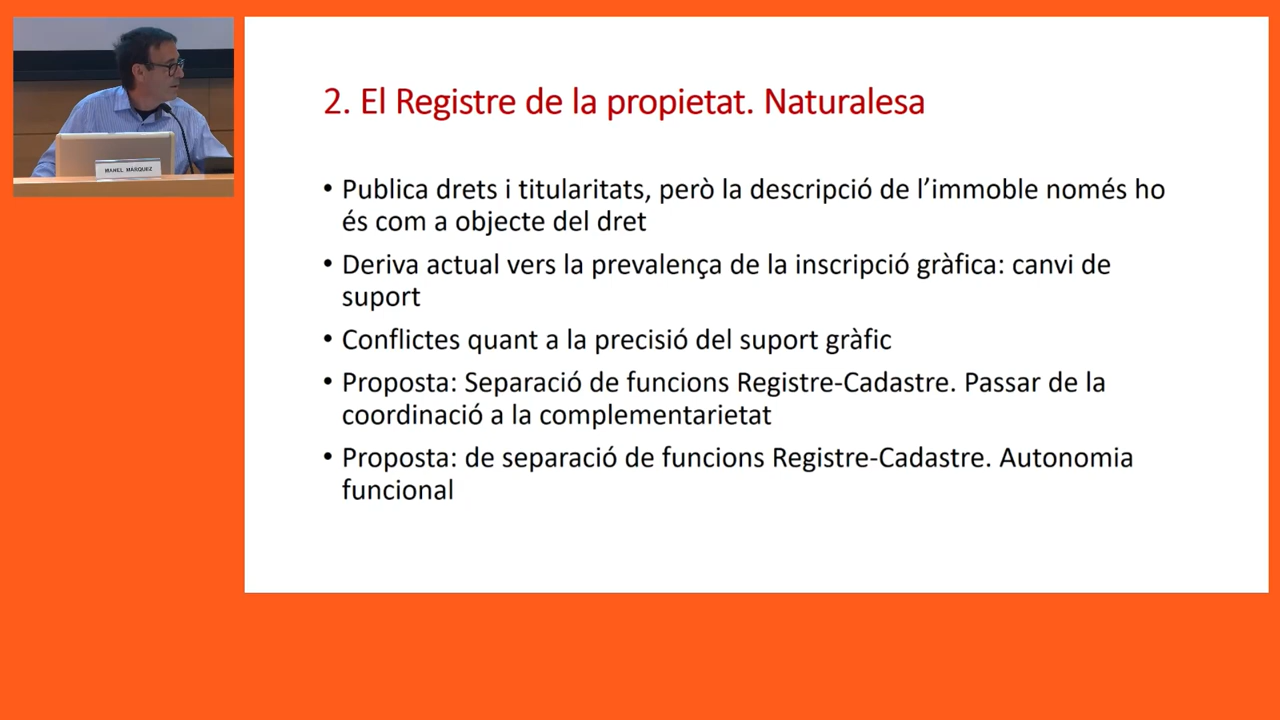 MANEL MÁRQUEZ
2. El Registre de la propietat. Naturalesa
• Publica drets i titularitats, però la descripció de l’immoble només ho
és com a objecte del dret
• Deriva actual vers la prevalença de la inscripció gràfica: canvi de
suport
• Conflictes quant a la precisió del suport gràfic
• Proposta: Separació de funcions Registre-Cadastre. Passar de la
coordinació a la complementarietat
• Proposta: de separació de funcions Registre-Cadastre. Autonomia
funcional